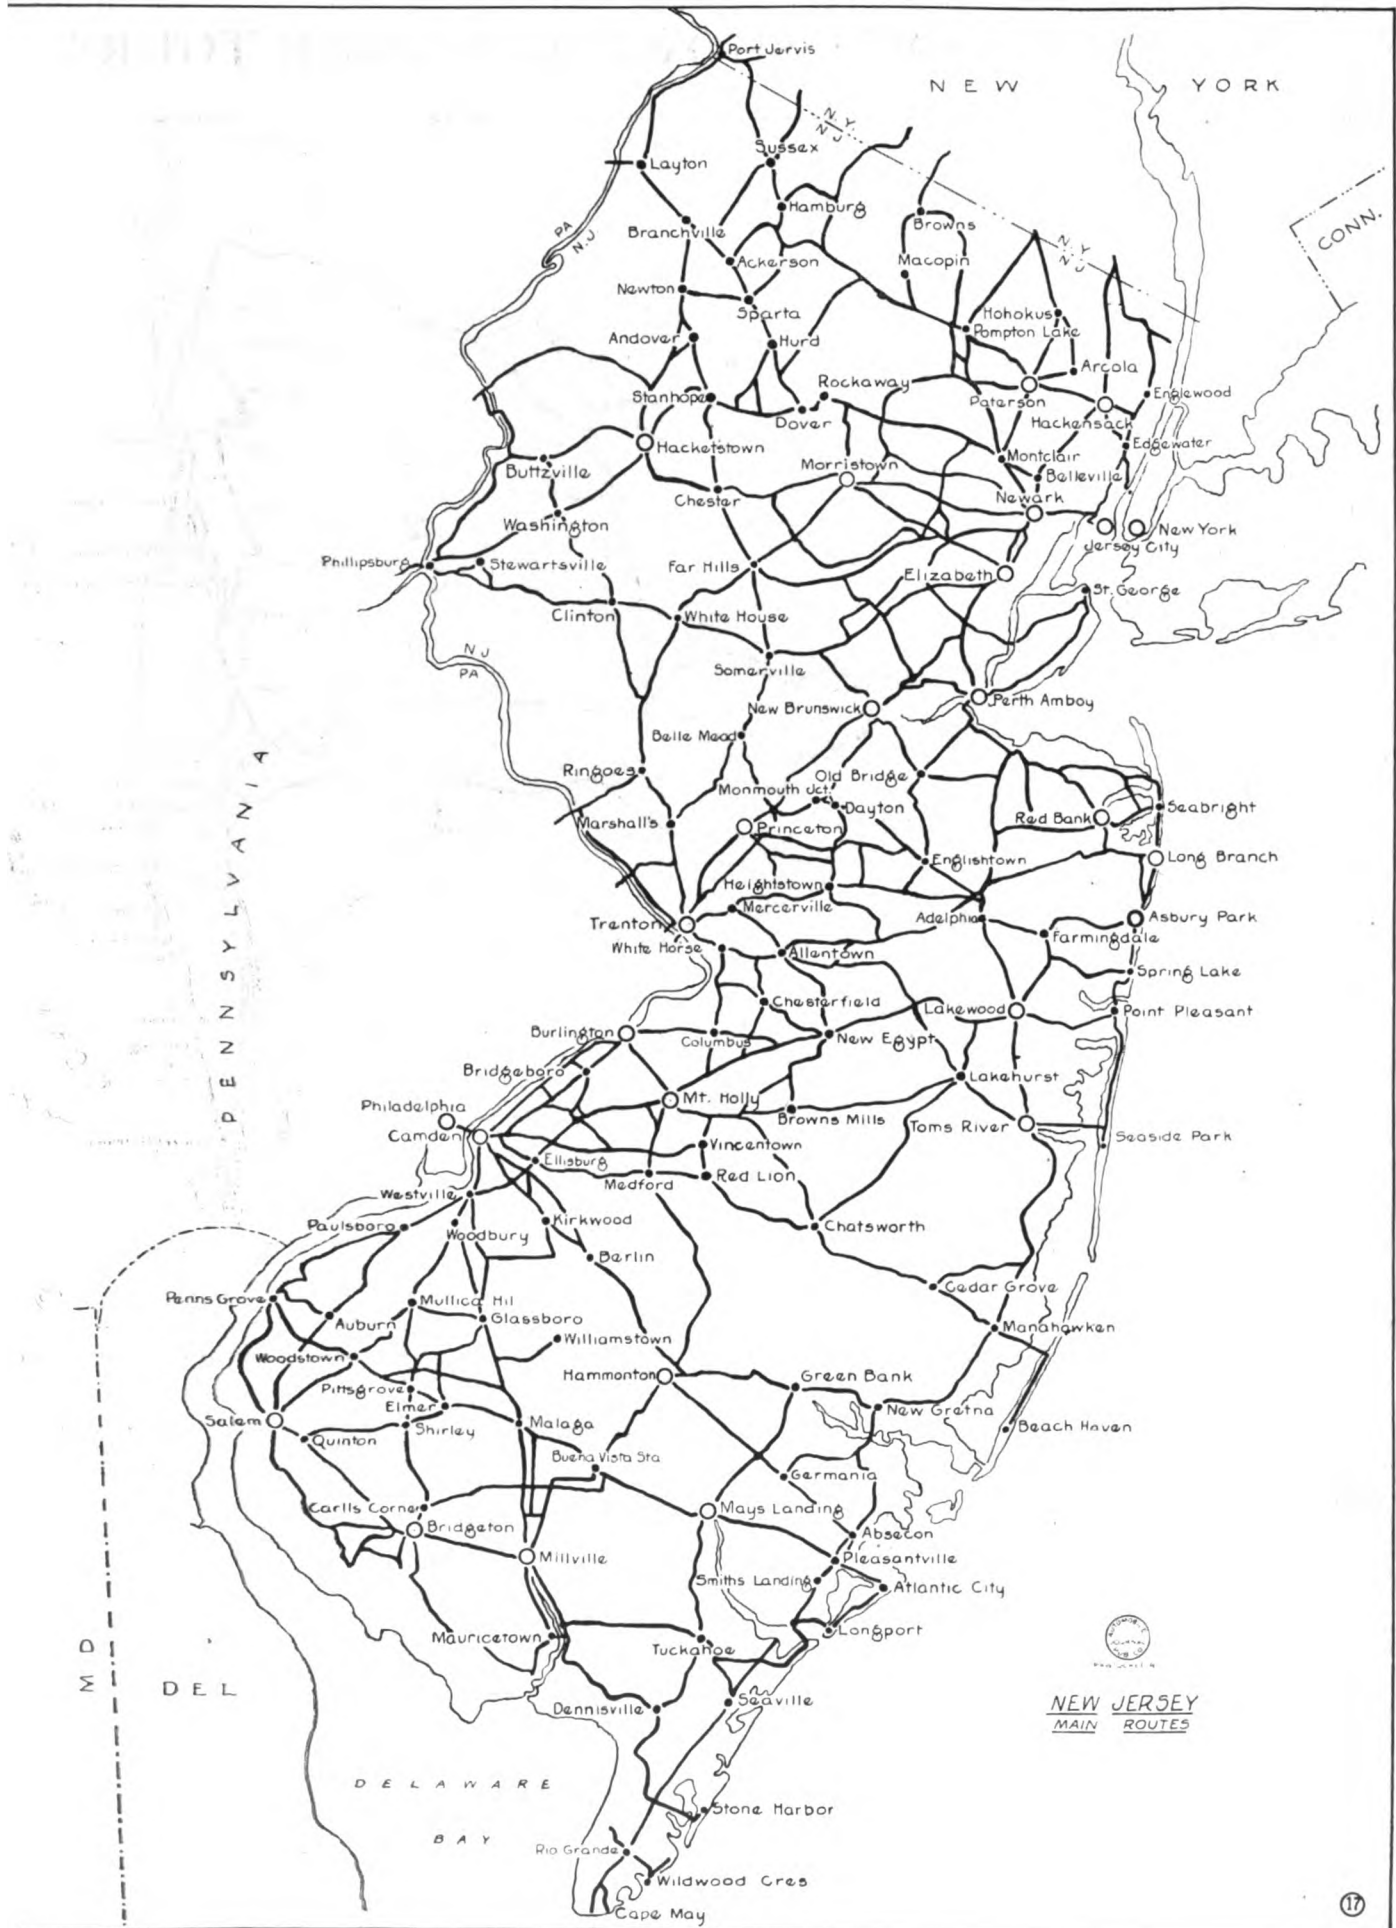 Port Jervis
NEW YORK
N.Y.
N J
Sussex
Layton
CONN.
Hamburg
Browns
Branchville
PA
N.J
N.Y.
N J
Ackerson
Macopin
Newton
Sparta
Hohokus
Pompton Lake
Andover
Hurd
Arcola
Rockaway
Englewood
Stanhope
Paterson
Dover
Hackensack
Edgewater
Hacketstown
Montclair
Morristown
Buttzville
Belleville
Chester
Newark
Washington
New York
Jersey City
Phillipsburg
Stewartsville
Far Hills
Elizabeth
St. George
Clinton
White House
N J
PA
Somerville
Perth Amboy
New Brunswick
Belle Mead
Ringoes
Old Bridge
Monmouth Jct.
Dayton
Seabright
Red Bank
Marshall's
Princeton
Englishtown
Long Branch
Heightstown
Mercerville
Adelphia
Asbury Park
Trenton
Farmingdale
White Horse
Allentown
Spring Lake
PENNSYLVANIA
Chesterfield
Lakewood
Point Pleasant
Burlington
Columbus
New Egypt
Bridgeboro
Lakehurst
Mt. Holly
Philadelphia
Browns Mills
Toms River
Camden
Vincentown
Seaside Park
Ellisburg
Medford
Red Lion
Westville
Paulsboro
Woodbury
Kirkwood
Chatsworth
Berlin
Cedar Grove
Penns Grove
Mullica Hil
Auburn
Glassboro
Manahawken
Williamstown
Woodstown
Hammonton
Green Bank
Pittsgrove
Elmer
New Gretna
Salem
Quinton
Shirley
Malaga
Beach Haven
Buena Vista Sta
Germania
Carlls Corner
Mays Landing
Bridgeton
Absecon
Millville
Pleasantville
Smiths Landing
Atlantic City
Longport
Mauricetown
Tuckahoe
AUTOMOBILE
JOURNAL
PUB CO
MD
DEL
Seaville
Dennisville
NEW JERSEY
MAIN ROUTES
DELAWARE
BAY
Stone Harbor
Rio Grande
Wildwood Cres
Cape May
17